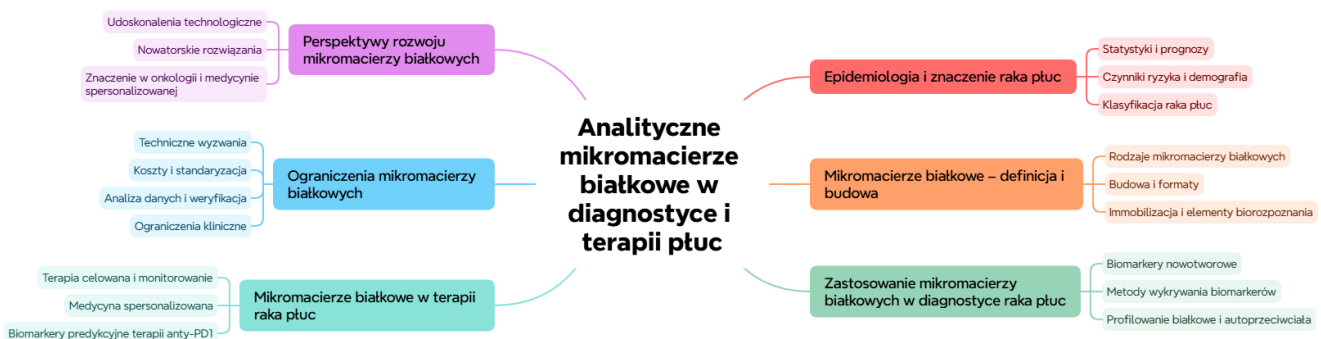 Analityczne
mikromacierze
białkowe w
diagnostyce i
terapii płuc
Epidemiologia i znaczenie raka płuc
Statystyki i prognozy
Czynniki ryzyka i demografia
Klasyfikacja raka płuc
Mikromacierze białkowe – definicja i
budowa
Rodzaje mikromacierzy białkowych
Budowa i formaty
Immobilizacja i elementy biorozpoznania
Zastosowanie mikromacierzy
białkowych w diagnostyce raka płuc
Biomarkery nowotworowe
Metody wykrywania biomarkerów
Profilowanie białkowe i autoprzeciwciała
Mikromacierze białkowe w terapii
raka płuc
Terapia celowana i monitorowanie
Medycyna spersonalizowana
Biomarkery predykcyjne terapii anty-PD1
Ograniczenia mikromacierzy
białkowych
Techniczne wyzwania
Koszty i standaryzacja
Analiza danych i weryfikacja
Ograniczenia kliniczne
Perspektywy rozwoju
mikromacierzy białkowych
Udoskonalenia technologiczne
Nowatorskie rozwiązania
Znaczenie w onkologii i medycynie
spersonalizowanej